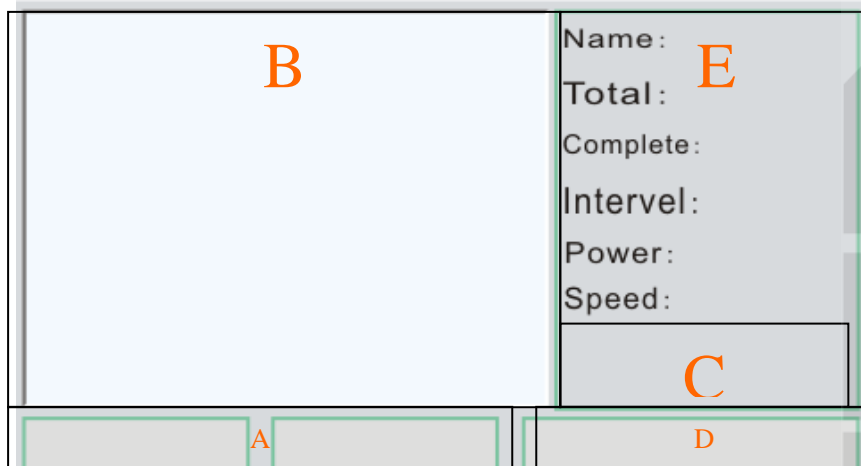 B
E
Name:
Total:
Complete:
Intervel:
Power:
Speed:
C
A
D